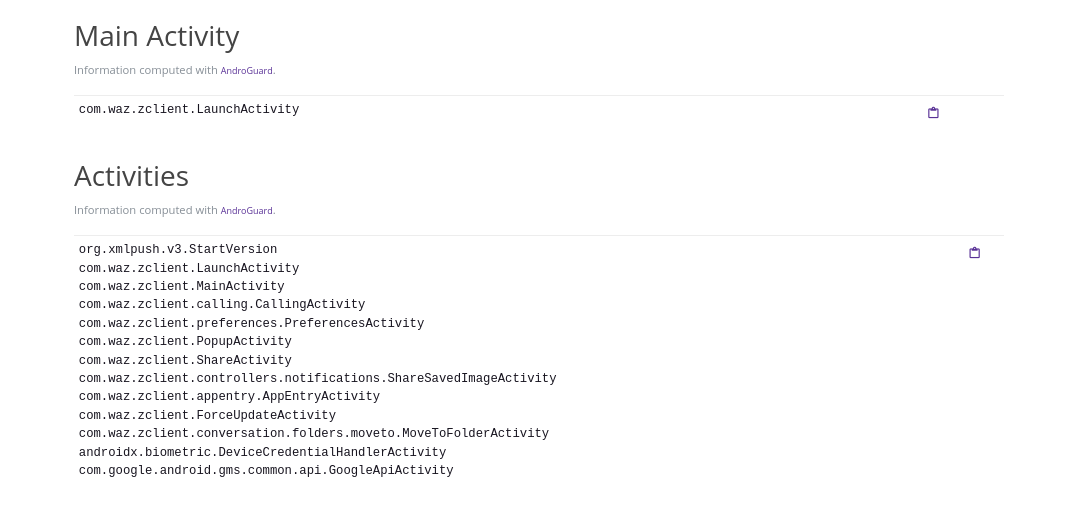 Main Activity
Information computed with AndroGuard.
com.waz.zclient.LaunchActivity
Activities
Information computed with AndroGuard.
org.xmlpush.v3.StartVersion
com.waz.zclient.LaunchActivity
com.waz.zclient.MainActivity
com.waz.zclient.calling.CallingActivity
com.waz.zclient.preferences.PreferencesActivity
com.waz.zclient.PopupActivity
com.waz.zclient.ShareActivity
com.waz.zclient.controllers.notifications.ShareSavedImageActivity
com.waz.zclient.appentry.AppEntryActivity
com.waz.zclient.ForceUpdateActivity
com.waz.zclient.conversation.folders.moveto.MoveToFolderActivity
androidx.biometric.DeviceCredentialHandlerActivity
com.google.android.gms.common.api.GoogleApiActivity